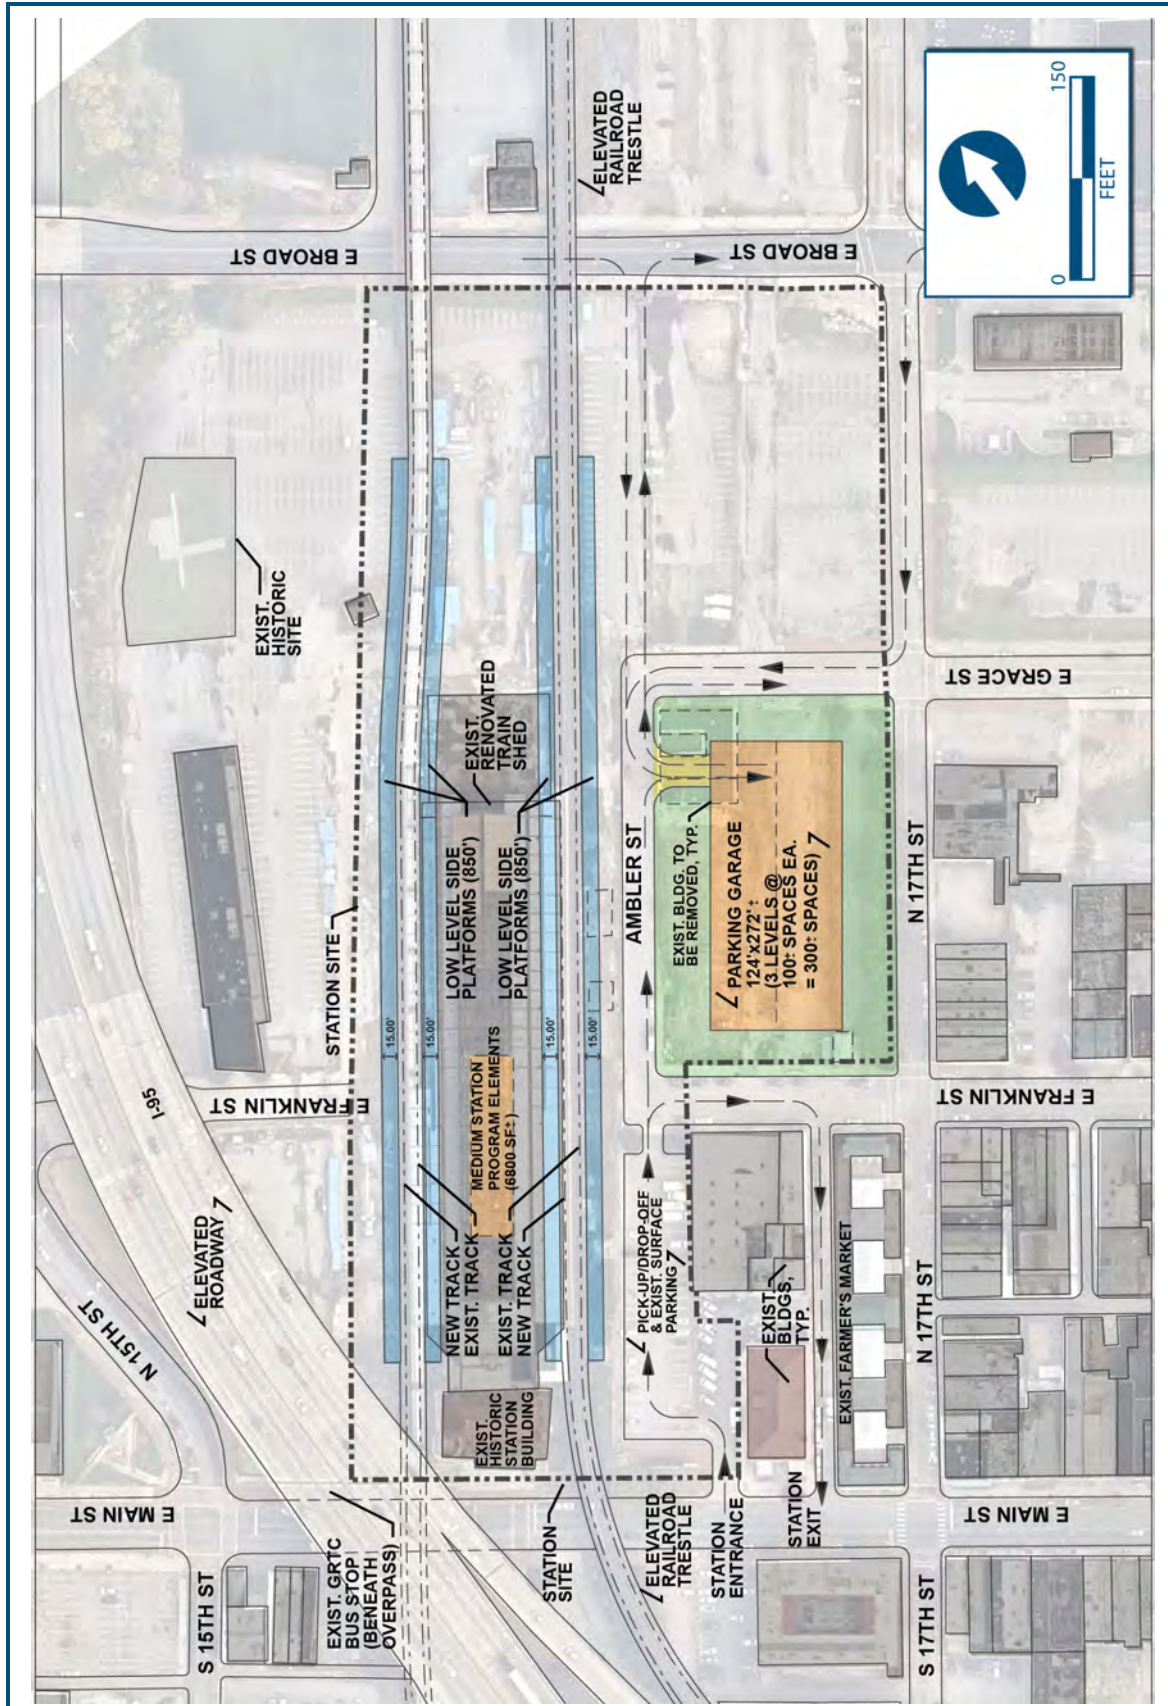 E BROAD ST
E BROAD ST
ELEVATED
RAILROAD
TRESTLE
150
0
FEET
EXIST.
HISTORIC
SITE
STATION SITE
EXIST.
RENOVATED
TRAIN
SHED
LOW LEVEL SIDE
PLATFORMS (850')
LOW LEVEL SIDE
PLATFORMS (850')
15.00'
15.00'
15.00'
15.00'
MEDIUM STATION
PROGRAM ELEMENTS
(6800 SF±)
AMBLER ST
EXIST. BLDG. TO
BE REMOVED, TYP.
PARKING GARAGE
124'x272'±
(3 LEVELS @
100± SPACES EA.
= 300± SPACES)
E GRACE ST
N 17TH ST
E FRANKLIN ST
E FRANKLIN ST
I-95
ELEVATED
ROADWAY
N 15TH ST
NEW TRACK
EXIST. TRACK
EXIST. TRACK
NEW TRACK
PICK-UP/DROP-OFF
& EXIST. SURFACE
PARKING
EXIST.
BLDGS,
TYP.
EXIST. FARMER'S MARKET
N 17TH ST
EXIST.
HISTORIC
STATION
BUILDING
E MAIN ST
E MAIN ST
S 15TH ST
EXIST. GRTC
BUS STOP
(BENEATH
OVERPASS)
STATION
SITE
ELEVATED
RAILROAD
TRESTLE
STATION
ENTRANCE
STATION
EXIT
S 17TH ST